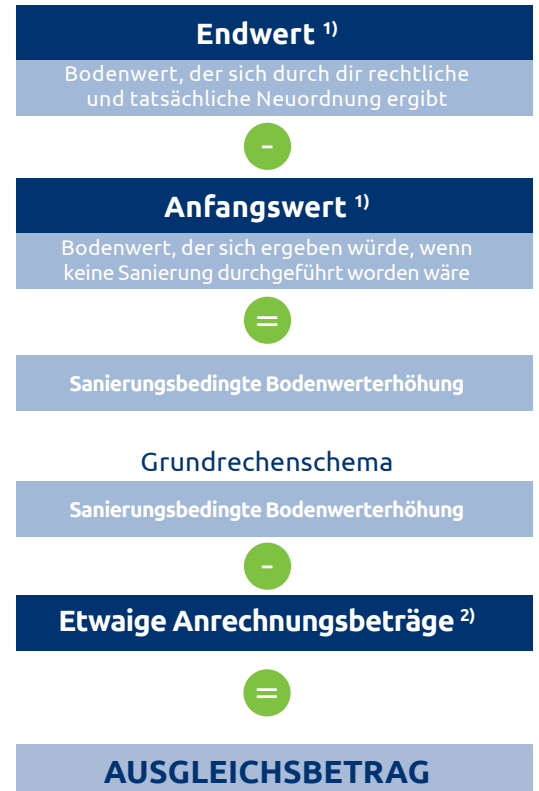 Endwert 1)
Bodenwert, der sich durch dir rechtliche
und tatsächliche Neuordnung ergibt
-
Anfangswert 1)
Bodenwert, der sich ergeben würde, wenn
keine Sanierung durchgeführt worden wäre
=
Sanierungsbedingte Bodenwerterhöhung
Grundrechenschema
Sanierungsbedingte Bodenwerterhöhung
-
Etwaige Anrechnungsbeträge 2)
=
AUSGLEICHSBETRAG